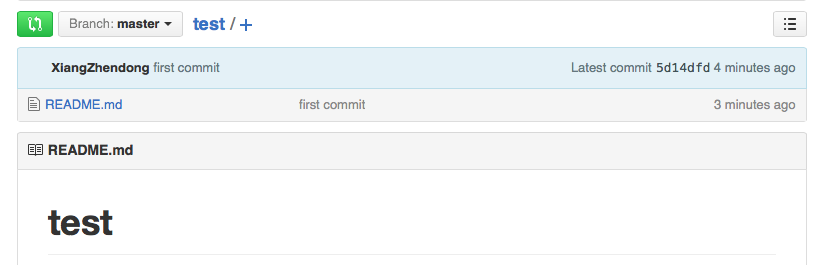 Branch: master test / +
XiangZhendong first commit Latest commit 5d14dfd 4 minutes ago
README.md first commit 3 minutes ago
README.md
test